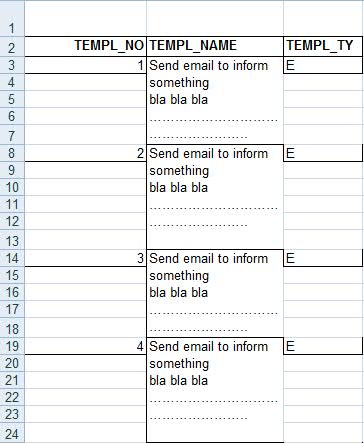 1
2 TEMPL_NO TEMPL_NAME TEMPL_TY
3 1 Send email to inform E
4 something
5 bla bla bla
6 .................................
7 .........................
8 2 Send email to inform E
9 something
10 bla bla bla
11 .................................
12 .........................
13
14 3 Send email to inform E
15 something
16 bla bla bla
17 .................................
18 .........................
19 4 Send email to inform E
20 something
21 bla bla bla
22 .................................
23 .........................
24